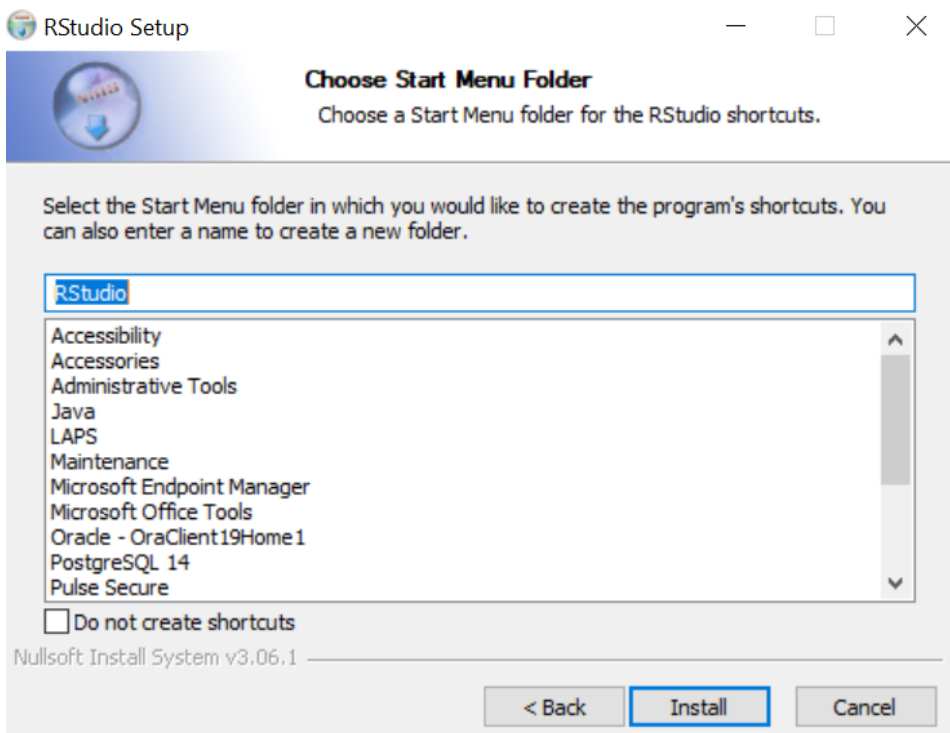 RStudio Setup
Choose Start Menu Folder
Choose a Start Menu folder for the RStudio shortcuts.
Select the Start Menu folder in which you would like to create the program's shortcuts. You
can also enter a name to create a new folder.
RStudio
Accessibility
Accessories
Administrative Tools
Java
LAPS
Maintenance
Microsoft Endpoint Manager
Microsoft Office Tools
Oracle - OraClient19Home1
PostgreSQL 14
Pulse Secure
Do not create shortcuts
Nullsoft Install System v3.06.1
< Back
Install
Cancel